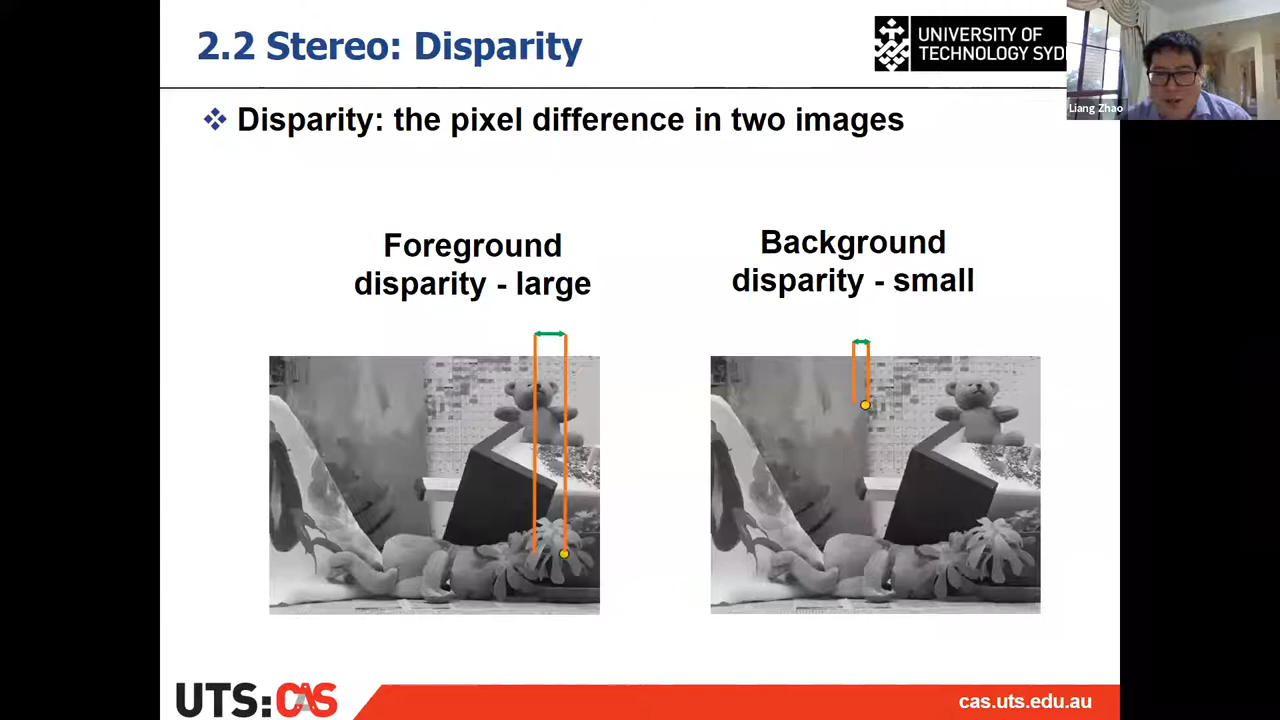 2.2 Stereo: Disparity
UNIVERSITY OF
TECHNOLOGY SYD
Liang Zhao
Disparity: the pixel difference in two images
Foreground
disparity - large
Background
disparity - small
UTS:CAS
cas.uts.edu.au